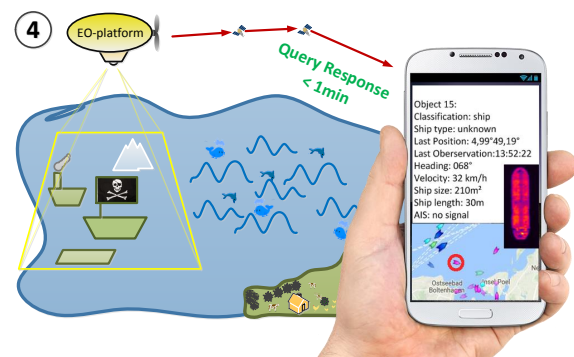 4
EO-platform
Query Response
< 1min
Object 15:
Classification: ship
Ship type: unknown
Last Position: 4,99°49,19°
Last Oberservation:13:52:22
Heading: 068°
Velocity: 32 km/h
Ship size: 210m²
Ship length: 30m
AIS: no signal
Ostseebad
Boltenhagen
Insel Poel